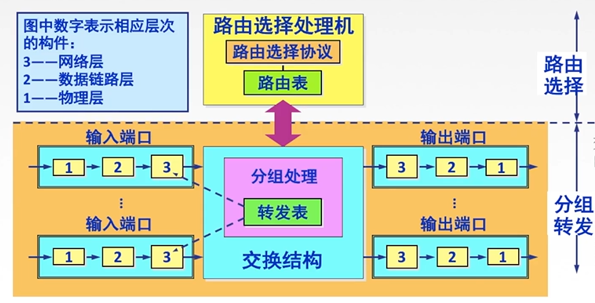 图中数字表示相应层次
的构件：
3——网络层
2——数据链路层
1——物理层
路由选择处理机
路由选择协议
路由表
路由
选择
输入端口
1 2 3
输入端口
1 2 3
分组处理
转发表
交换结构
输出端口
3 2 1
输出端口
3 2 1
分组
转发